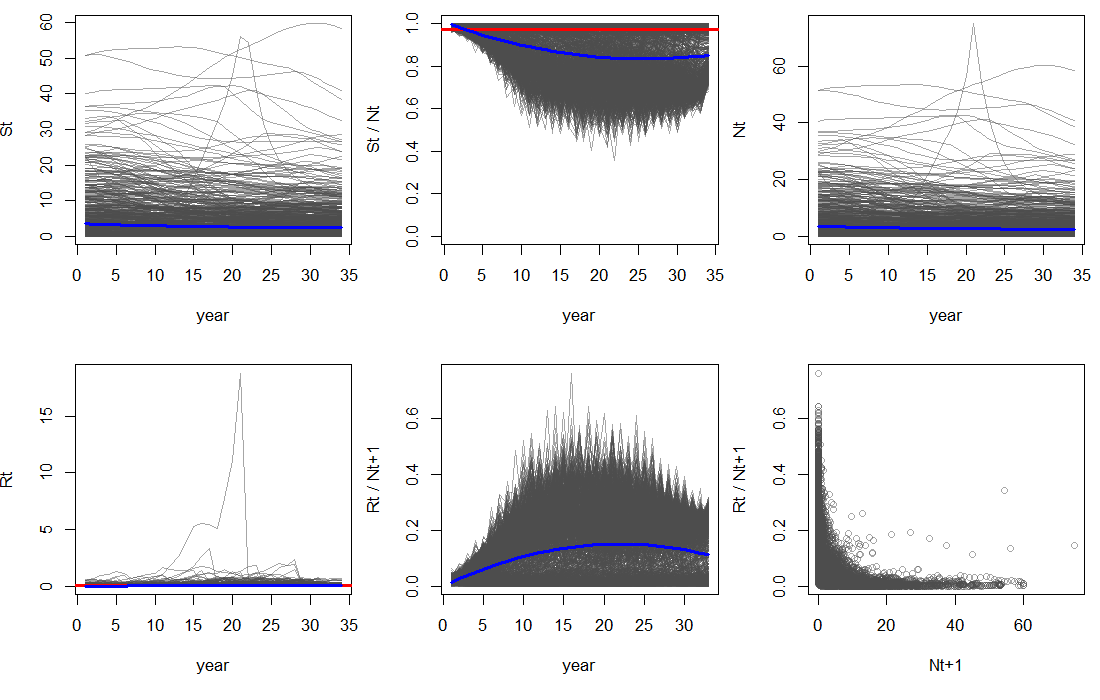 St
0 10 20 30 40 50 60
0 5 10 15 20 25 30 35
year
St / Nt
0.0 0.2 0.4 0.6 0.8 1.0
0 5 10 15 20 25 30 35
year
Nt
0 20 40 60
0 5 10 15 20 25 30 35
year
Rt
0 5 10 15
0 5 10 15 20 25 30 35
year
Rt / Nt+1
0.0 0.2 0.4 0.6
0 5 10 15 20 25 30
year
Rt / Nt+1
0.0 0.2 0.4 0.6
0 20 40 60
Nt+1